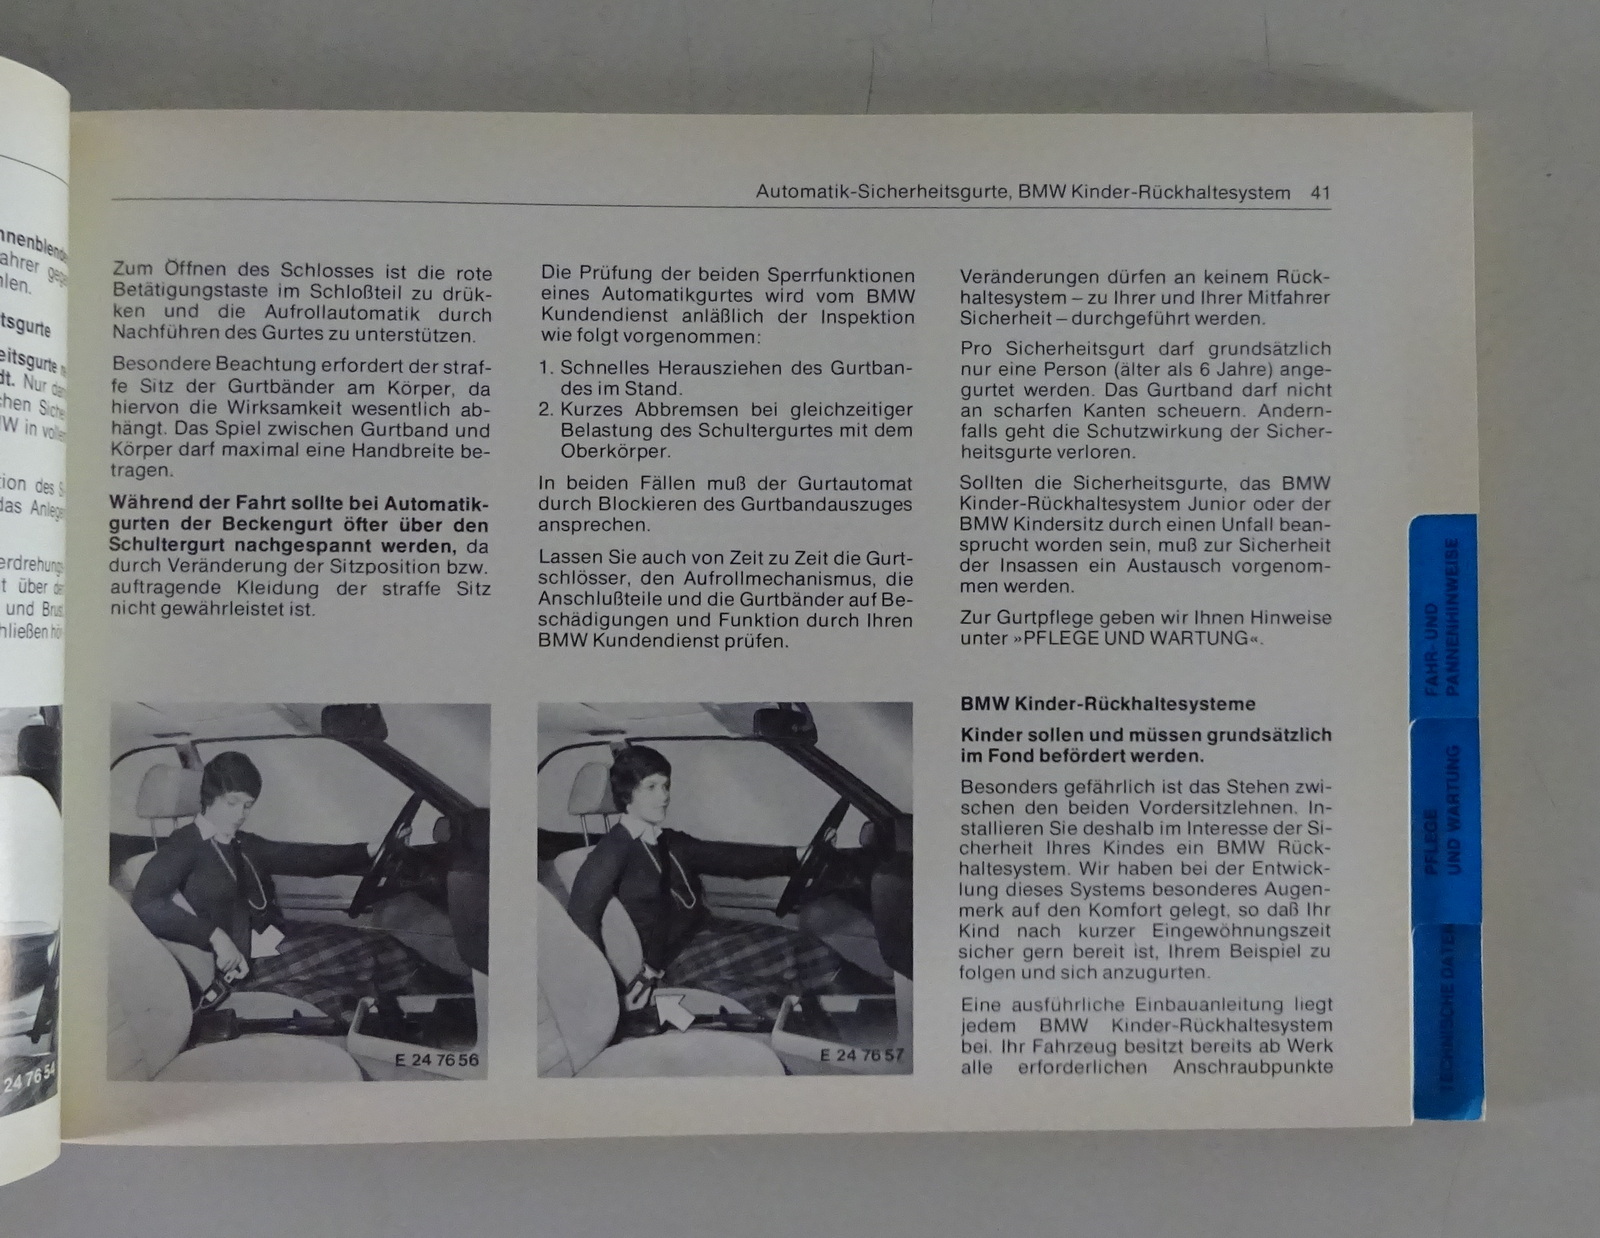 Automatik-Sicherheitsgurte, BMW Kinder-Rückhaltesystem 41
ahrer
hlen.
tsgurte
eitsgurte
dt. Nur
W in
tion des
das
t über
und
24 76 54
Zum Öffnen des Schlosses ist die rote
Betätigungstaste im Schloßteil zu drük-
ken und die Aufrollautomatik durch
Nachführen des Gurtes zu unterstützen.
Besondere Beachtung erfordert der straf-
fe Sitz der Gurtbänder am Körper, da
hiervon die Wirksamkeit wesentlich ab-
hängt. Das Spiel zwischen Gurtband und
Körper darf maximal eine Handbreite be-
tragen.
Während der Fahrt sollte bei Automatik-
gurten der Beckengurt öfter über den
Schultergurt nachgespannt werden, da
durch Veränderung der Sitzposition bzw.
auftragende Kleidung der straffe Sitz
nicht gewährleistet ist.
E 24 76 56
Die Prüfung der beiden Sperrfunktionen
eines Automatikgurtes wird vom BMW
Kundendienst anläßlich der Inspektion
wie folgt vorgenommen:
1. Schnelles Herausziehen des Gurtban-
des im Stand.
2. Kurzes Abbremsen bei gleichzeitiger
Belastung des Schultergurtes mit dem
Oberkörper.
In beiden Fällen muß der Gurtautomat
durch Blockieren des Gurtbandauszuges
ansprechen.
Lassen Sie auch von Zeit zu Zeit die Gurt-
schlösser, den Aufrollmechanismus, die
Anschlußteile und die Gurtbänder auf Be-
schädigungen und Funktion durch Ihren
BMW Kundendienst prüfen.
E 24 76 57
Veränderungen dürfen an keinem Rück-
haltesystem – zu Ihrer und Ihrer Mitfahrer
Sicherheit – durchgeführt werden.
Pro Sicherheitsgurt darf grundsätzlich
nur eine Person (älter als 6 Jahre) ange-
gurtet werden. Das Gurtband darf nicht
an scharfen Kanten scheuern. Andern-
falls geht die Schutzwirkung der Sicher-
heitsgurte verloren.
Sollten die Sicherheitsgurte, das BMW
Kinder-Rückhaltesystem Junior oder der
BMW Kindersitz durch einen Unfall bean-
sprucht worden sein, muß zur Sicherheit
der Insassen ein Austausch vorgenom-
men werden.
Zur Gurtpflege geben wir Ihnen Hinweise
unter »PFLEGE UND WARTUNG«.
BMW Kinder-Rückhaltesysteme
Kinder sollen und müssen grundsätzlich
im Fond befördert werden.
Besonders gefährlich ist das Stehen zwi-
schen den beiden Vordersitzlehnen. In-
stallieren Sie deshalb im Interesse der Si-
cherheit Ihres Kindes ein BMW Rück-
haltesystem. Wir haben bei der Entwick-
lung dieses Systems besonderes Augen-
merk auf den Komfort gelegt, so daß Ihr
Kind nach kurzer Eingewöhnungszeit
sicher gern bereit ist, Ihrem Beispiel zu
folgen und sich anzugurten.
Eine ausführliche Einbauanleitung liegt
jedem BMW Kinder-Rückhaltesystem
bei. Ihr Fahrzeug besitzt bereits ab Werk
alle erforderlichen Anschraubpunkte
FAHR- UND
PANNENHINWEISE
PFLEGE
UND WARTUNG
TECHNISCHE DATEN